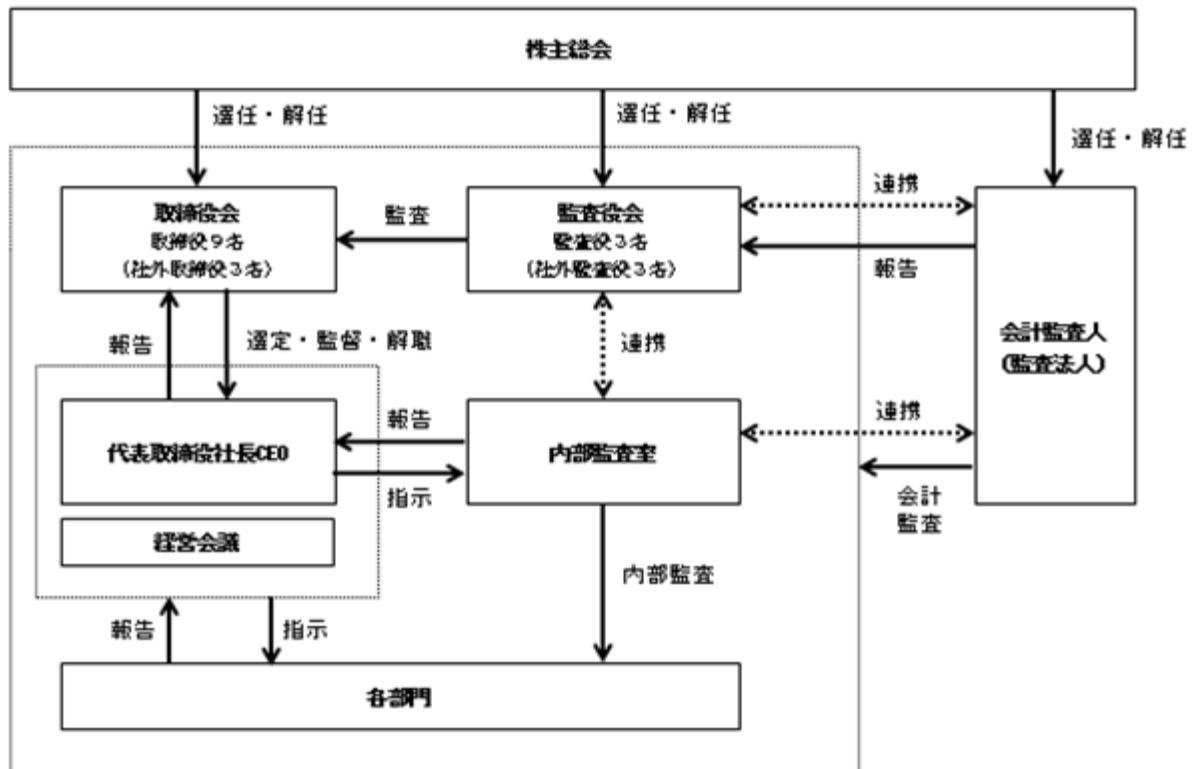 株主総会
選任・解任
選任・解任
選任・解任
取締役会
取締役9名
(社外取締役3名)
監査
監査役会
監査役3名
(社外監査役3名)
連携
報告
会計監査人
(監査法人)
報告
選定・監督・解職
連携
代表取締役社長CEO
報告
指示
内部監査室
連携
会計
監査
経営会議
内部監査
報告
指示
各部門